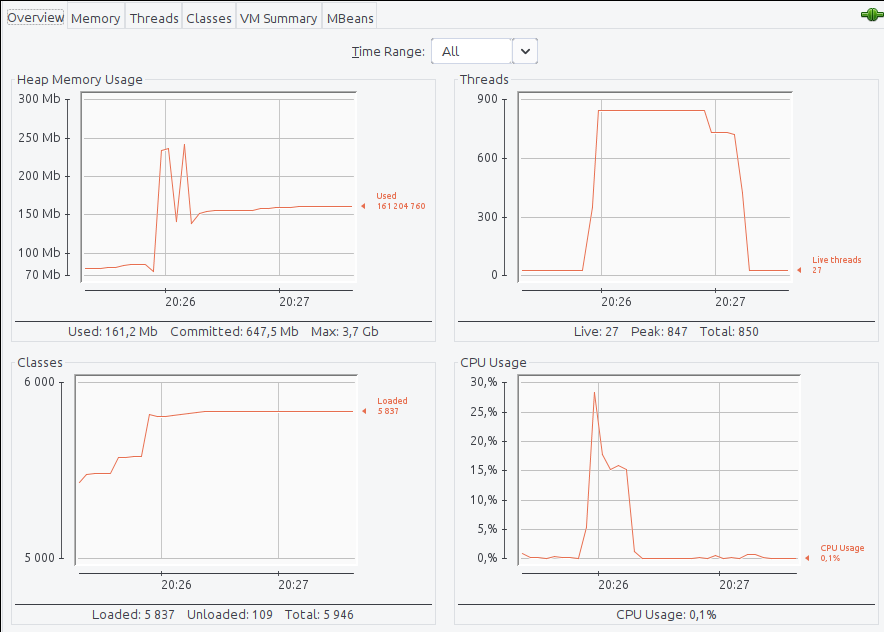 Overview Memory Threads Classes VM Summary MBeans
Time Range: All
Heap Memory Usage
300 Mb
250 Mb
200 Mb
150 Mb
100 Mb
70 Mb
Used
161 204 760
20:26 20:27
Used: 161,2 Mb Committed: 647,5 Mb Max: 3,7 Gb
Threads
900
600
300
0
Live threads
27
20:26 20:27
Live: 27 Peak: 847 Total: 850
Classes
6 000
5 000
Loaded
5 837
20:26 20:27
Loaded: 5 837 Unloaded: 109 Total: 5 946
CPU Usage
30,%
25,%
20,%
15,%
10,%
5,%
0,%
CPU Usage
0,1%
20:26 20:27
CPU Usage: 0,1%